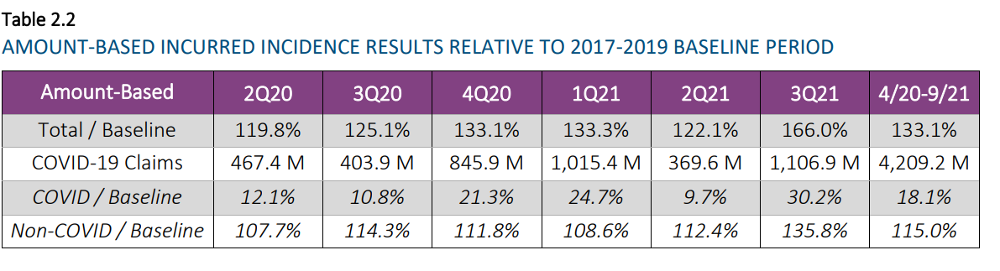 Table 2.2
AMOUNT-BASED INCURRED INCIDENCE RESULTS RELATIVE TO 2017-2019 BASELINE PERIOD
Amount-Based 2Q20 3Q20 4Q20 1Q21 2Q21 3Q21 4/20-9/21
Total / Baseline 119.8% 125.1% 133.1% 133.3% 122.1% 166.0% 133.1%
COVID-19 Claims 467.4 M 403.9 M 845.9 M 1,015.4 M 369.6 M 1,106.9 M 4,209.2 M
COVID / Baseline 12.1% 10.8% 21.3% 24.7% 9.7% 30.2% 18.1%
Non-COVID / Baseline 107.7% 114.3% 111.8% 108.6% 112.4% 135.8% 115.0%